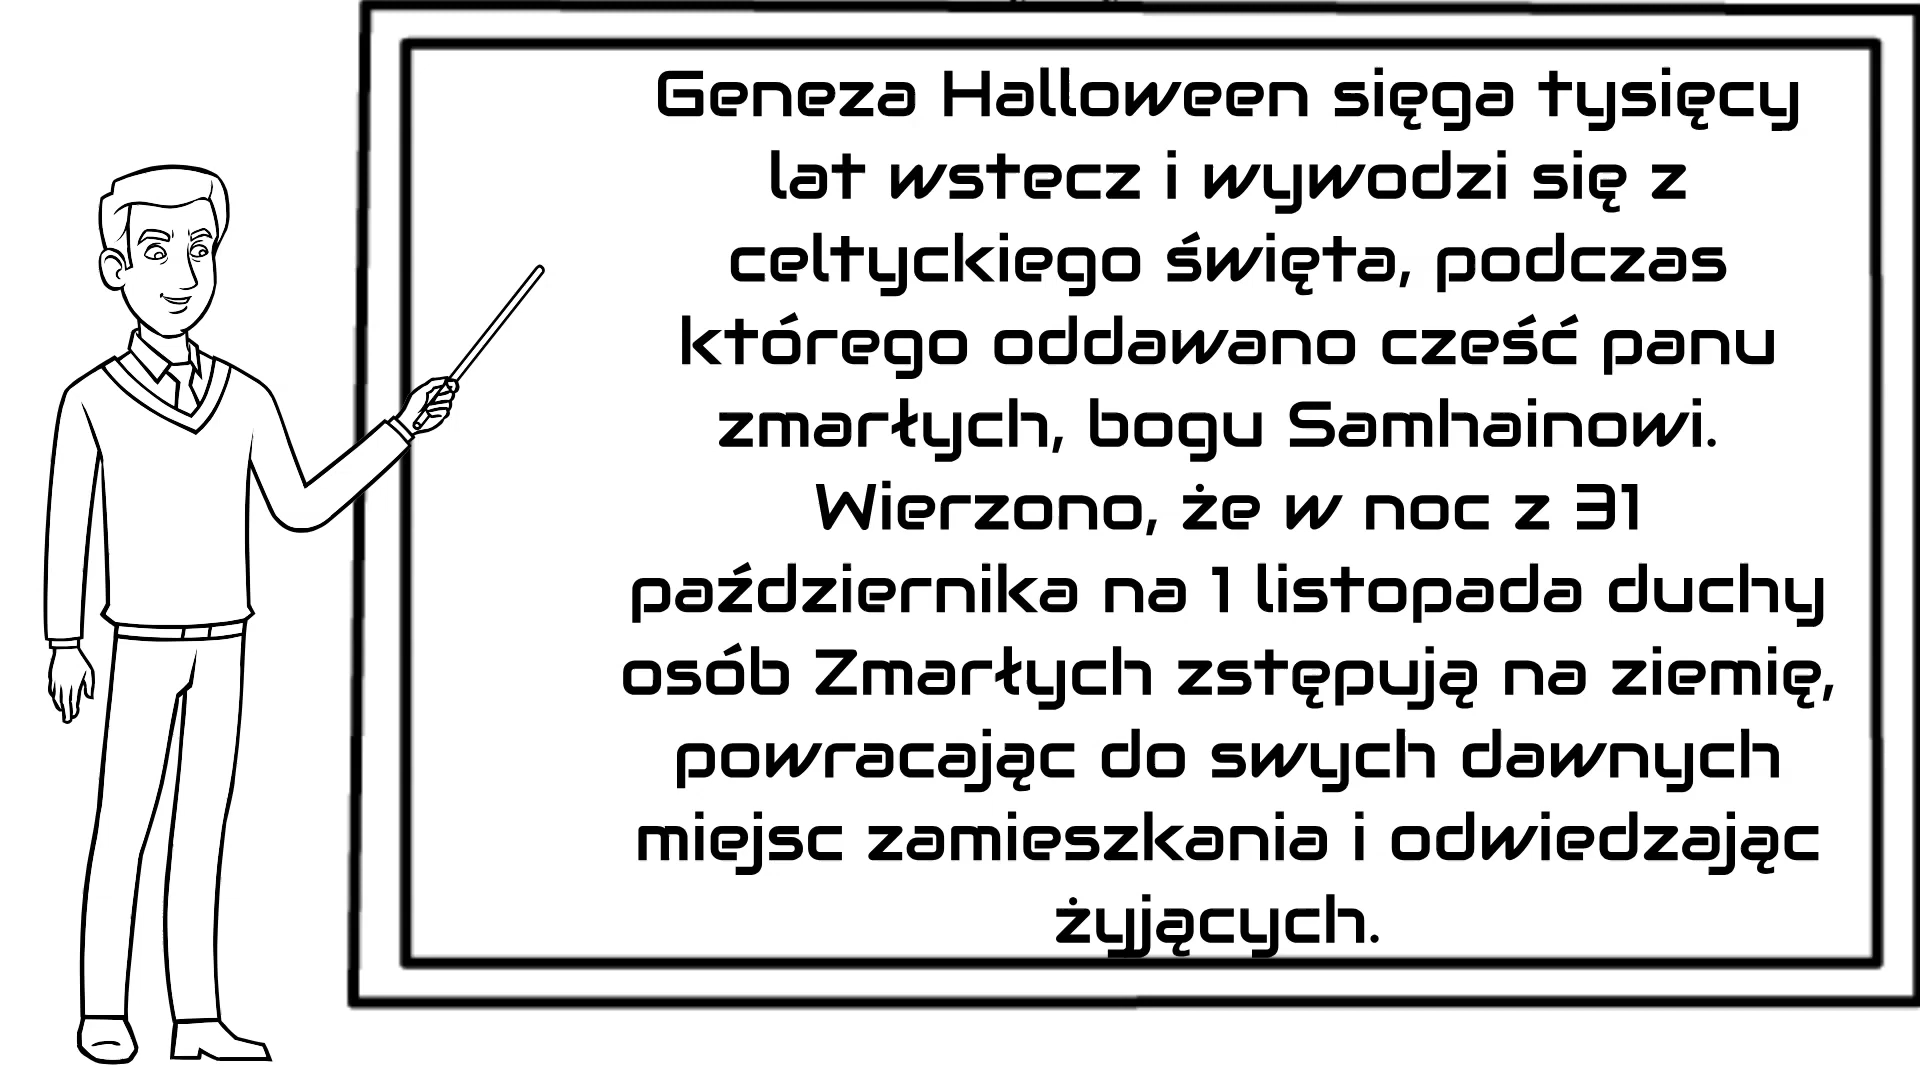 Geneza Halloween sięga tysięcy
lat wstecz i wywodzi się z
celtyckiego święta, podczas
którego oddawano cześć panu
zmarłych, bogu Samhainowi.
Wierzono, że w noc z 31
października na 1 listopada duchy
osób Zmarłych zstępują na ziemię,
powracając do swych dawnych
miejsc zamieszkania i odwiedzając
żyjących.